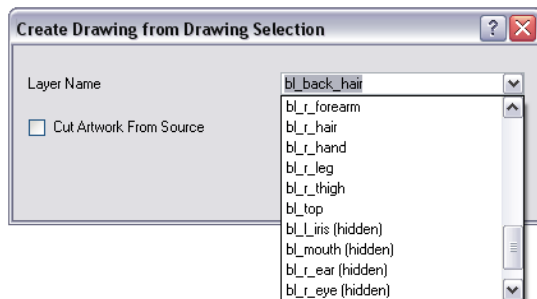 Create Drawing from Drawing Selection
Layer Name
bl_back_hair
Cut Artwork From Source
bl_r_forearm
bl_r_hair
bl_r_hand
bl_r_leg
bl_r_thigh
bl_top
bl_l_iris (hidden)
bl_mouth (hidden)
bl_r_ear (hidden)
bl_r_eye (hidden)